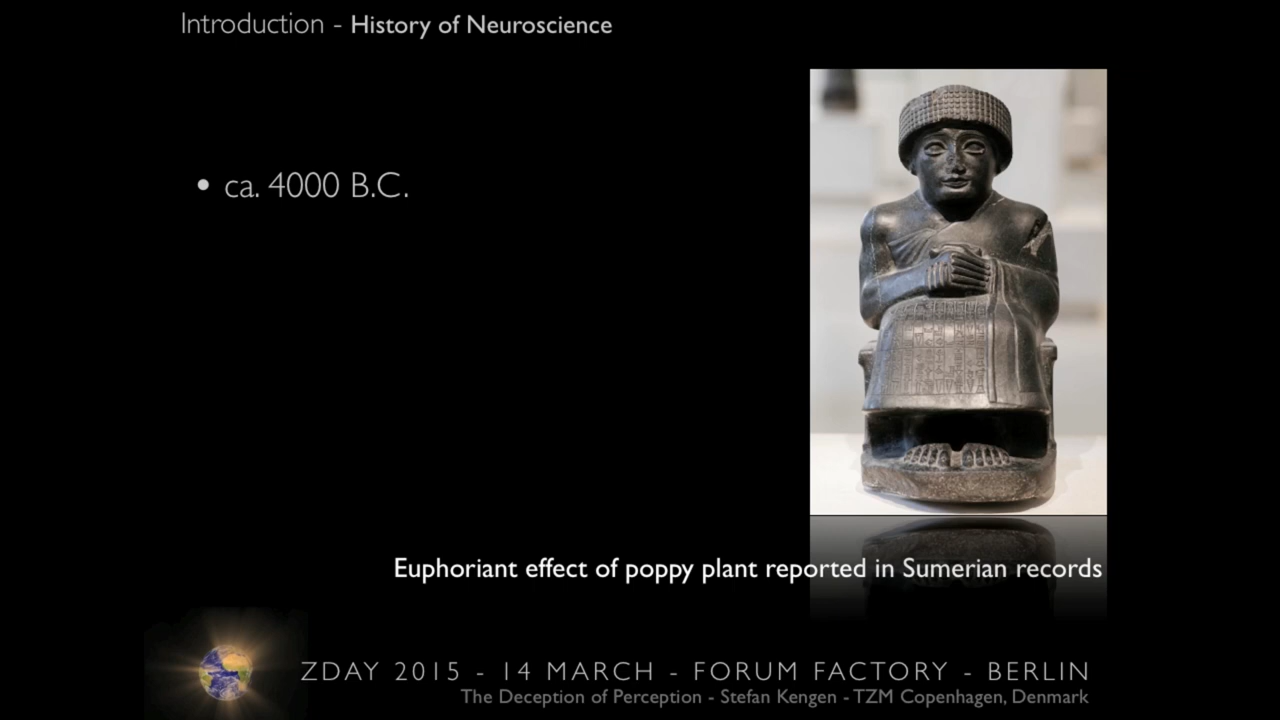 Introduction - History of Neuroscience
• ca. 4000 B.C.
Euphoriant effect of poppy plant reported in Sumerian records
ZDAY 2015 - 14 MARCH - FORUM FACTORY - BERLIN
The Deception of Perception - Stefan Kengen - TZM Copenhagen, Denmark